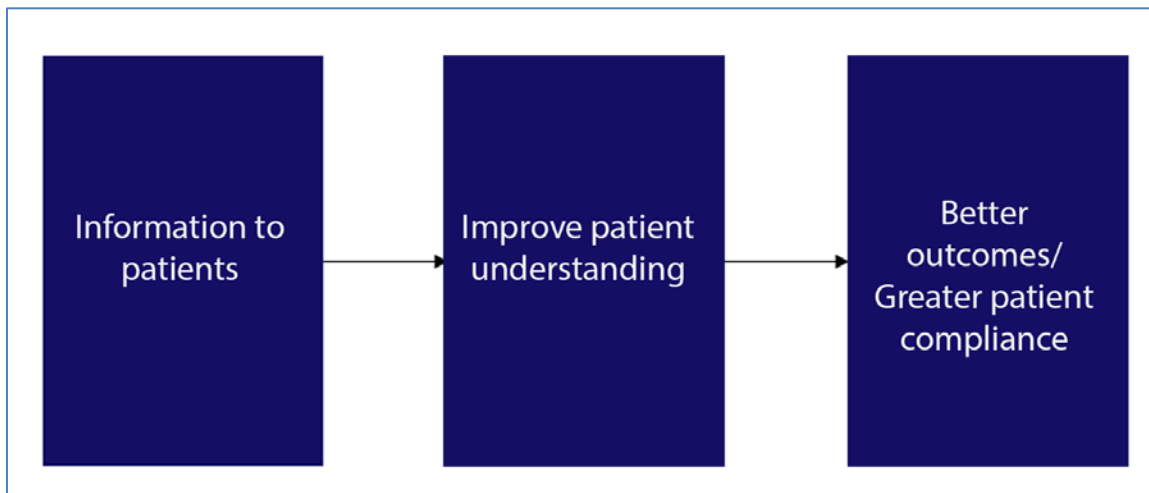 Information to
patients
Improve patient
understanding
Better
outcomes/
Greater patient
compliance